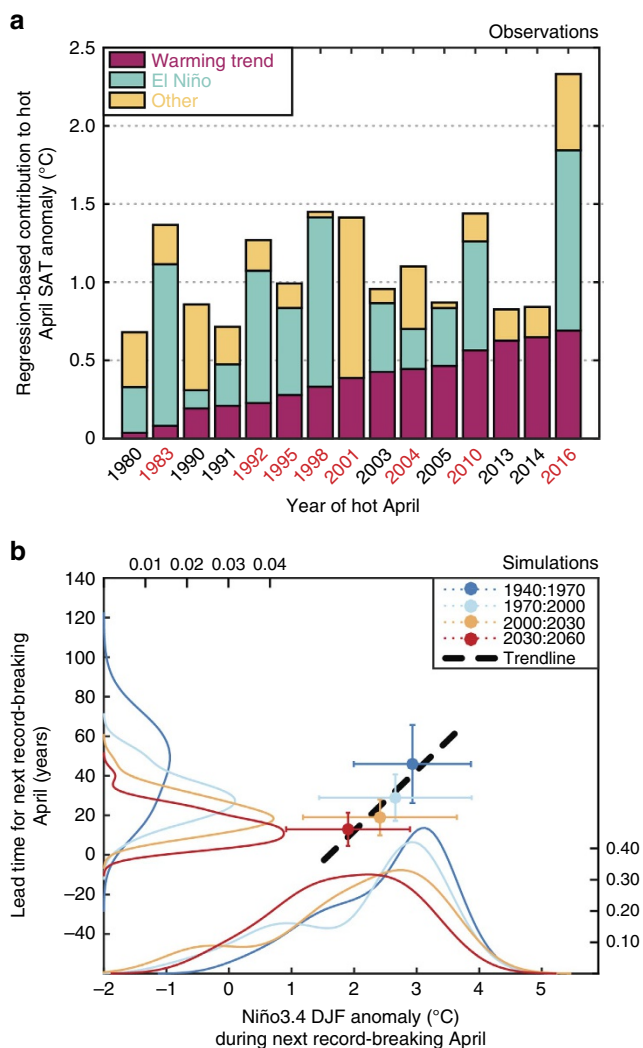 a
Observations
Warming trend
El Niño
Other
Regression-based contribution to hot
April SAT anomaly (°C)
2.5
2.0
1.5
1.0
0.5
0
1980
1983
1990
1991
1992
1995
1998
2001
2003
2004
2005
2010
2013
2014
2016
Year of hot April
b
Simulations
0.01 0.02 0.03 0.04
1940:1970
1970:2000
2000:2030
2030:2060
Trendline
Lead time for next record-breaking
April (years)
140
120
100
80
60
40
20
0
−20
−40
0.40
0.30
0.20
0.10
−2 −1 0 1 2 3 4 5
Niño3.4 DJF anomaly (°C)
during next record-breaking April